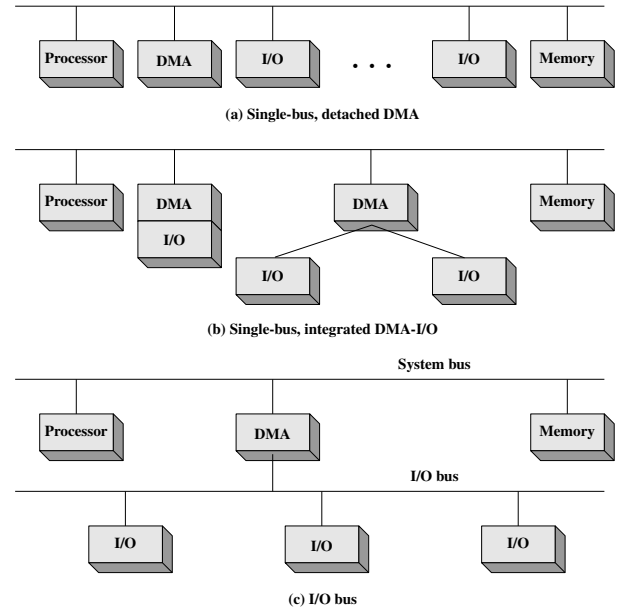 Processor DMA I/O . . . I/O Memory
(a) Single-bus, detached DMA
Processor DMA DMA Memory
I/O
I/O I/O
(b) Single-bus, integrated DMA-I/O
System bus
Processor DMA Memory
I/O bus
I/O I/O I/O
(c) I/O bus